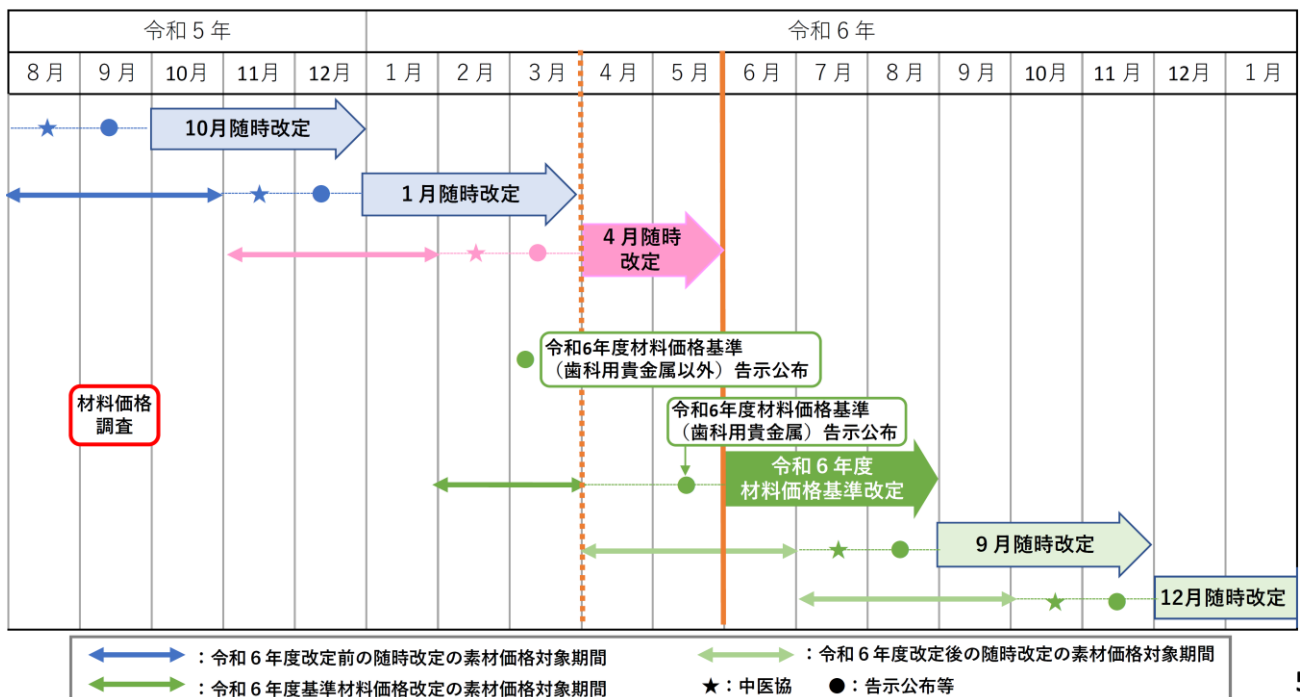 令和５年
令和６年
８月 ９月 10月 11月 12月 １月 ２月 ３月 ４月 ５月 ６月 ７月 ８月 ９月 10月 11月 12月 １月
10月随時改定
１月随時改定
４月随時
改定
令和6年度材料価格基準
（歯科用貴金属以外）告示公布
材料価格
調査
令和6年度材料価格基準
（歯科用貴金属）告示公布
令和６年度
材料価格基準改定
９月随時改定
12月随時改定
：令和６年度改定前の随時改定の素材価格対象期間
：令和６年度改定後の随時改定の素材価格対象期間
：令和６年度基準材料価格改定の素材価格対象期間
★：中医協 ●：告示公布等